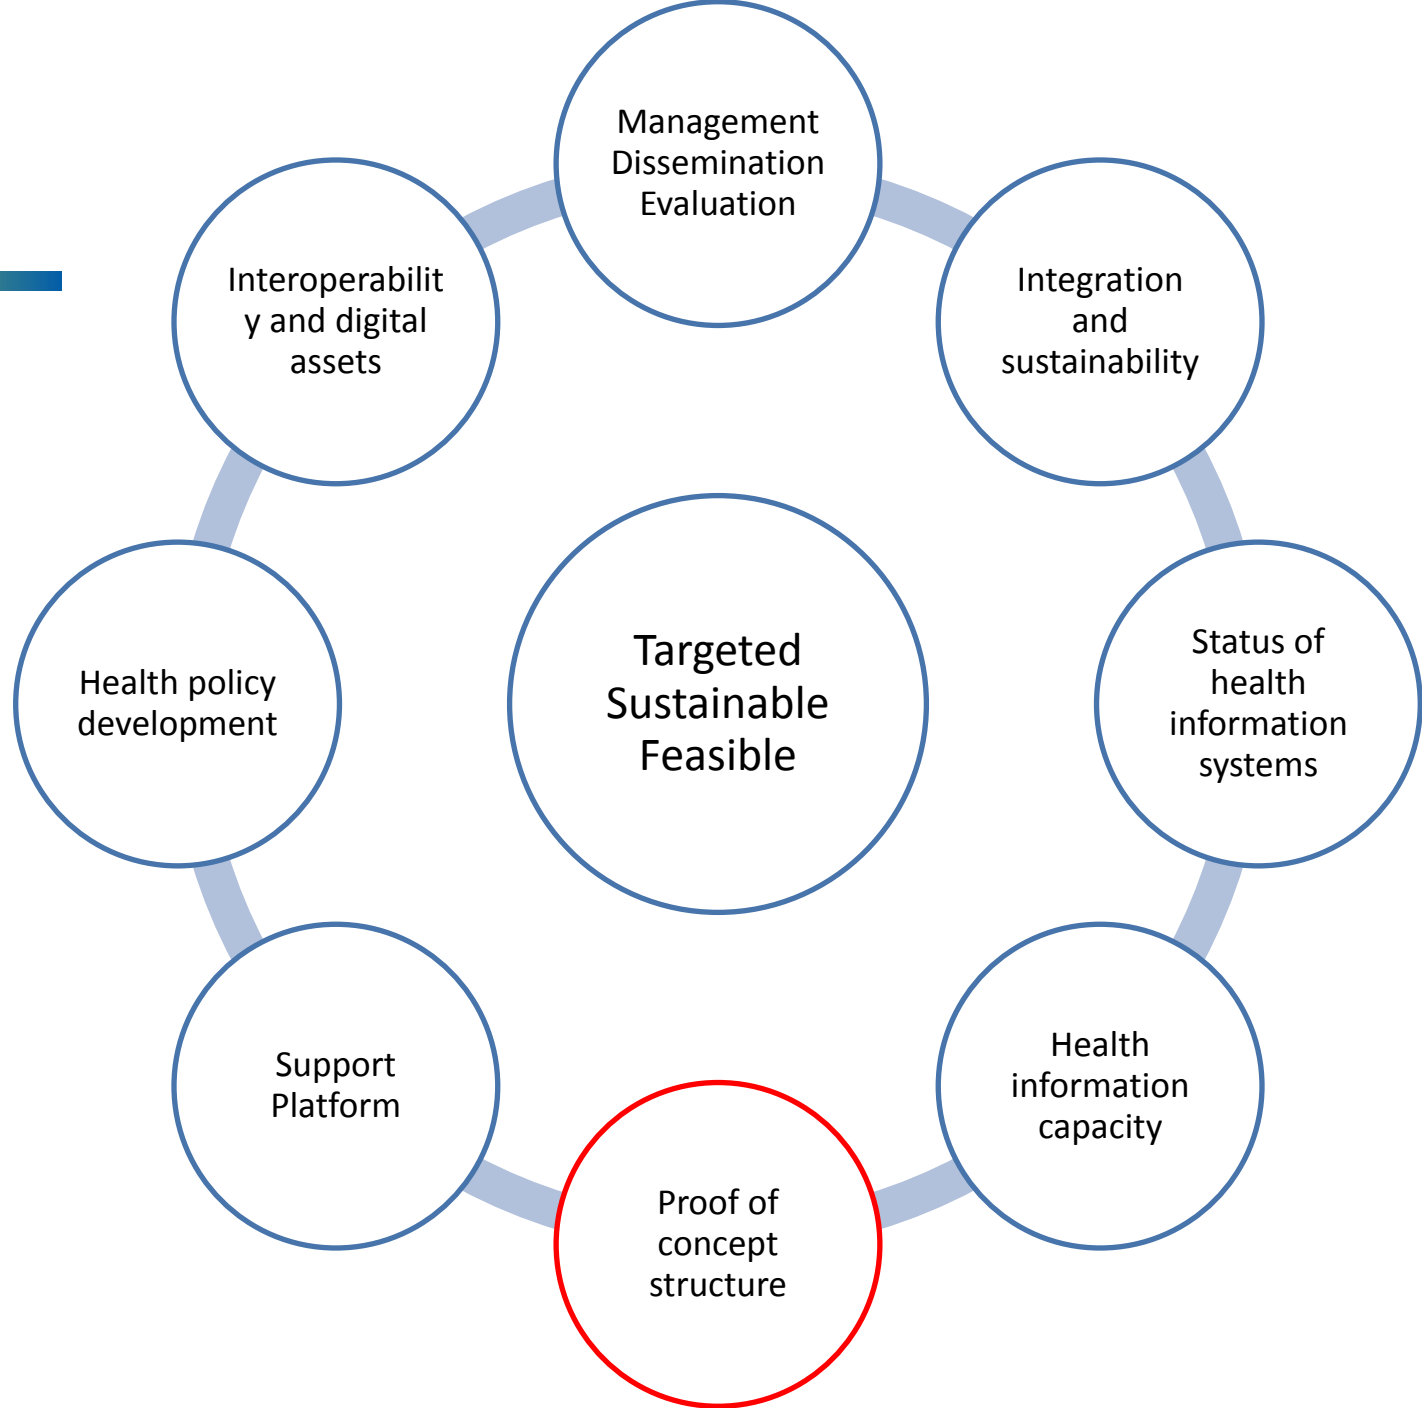 Management
Dissemination
Evaluation
Integration
and
sustainability
Status of
health
information
systems
Health
information
capacity
Proof of
concept
structure
Support
Platform
Health policy
development
Interoperabilit
y and digital
assets
Targeted
Sustainable
Feasible